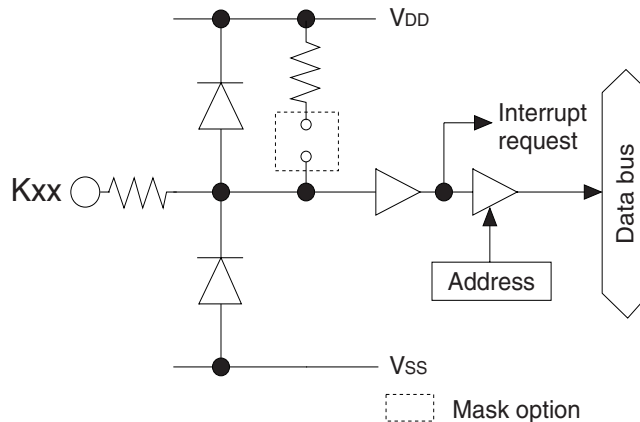 VDD
Interrupt
request
Kxx
Data bus
Address
VSS
Mask option